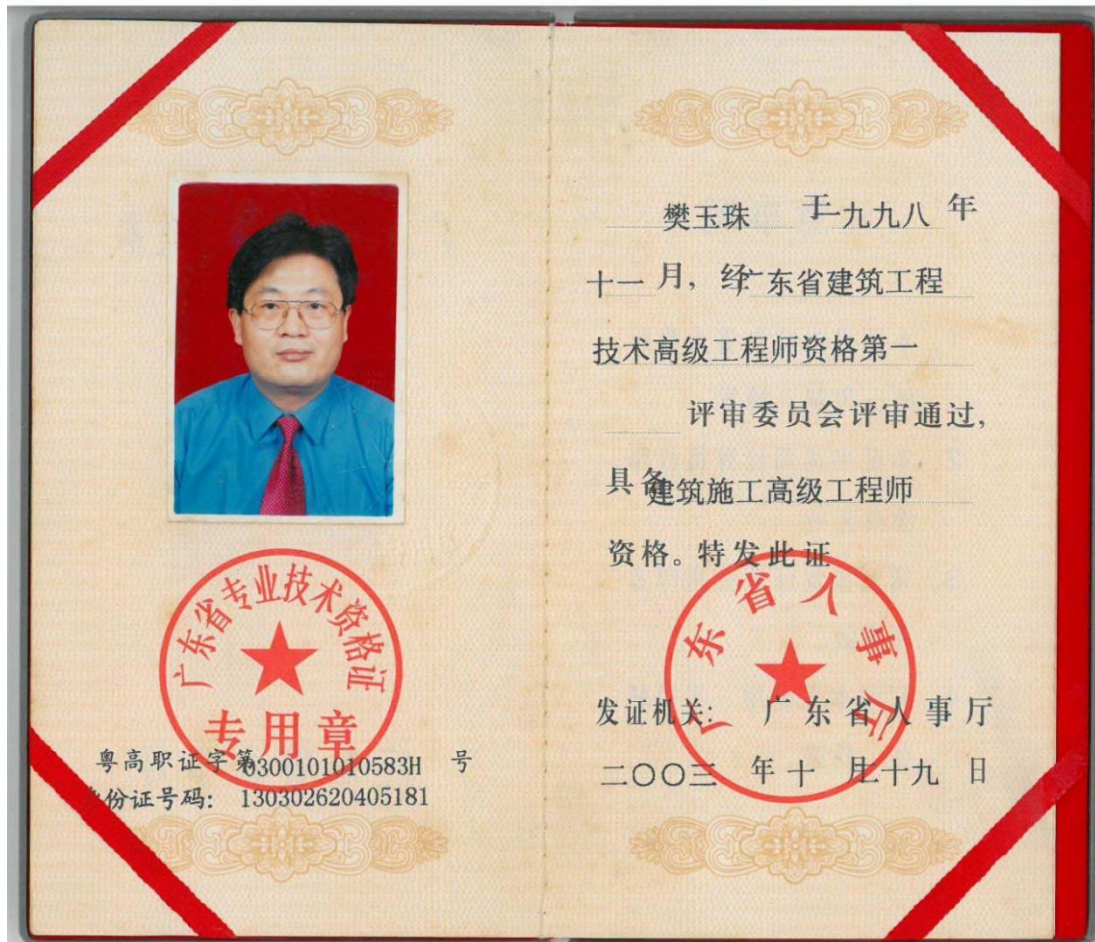 广东省专业技术资格证
专用章
粤高职证字第0300101010583H 号
身份证号码: 130302620405181
樊玉珠 于一九九八 年
十一 月, 经广东省建筑工程
技术高级工程师资格第一
评审委员会评审通过,
具备建筑施工高级工程师
资格。特发此证
广东省人事厅
发证机关: 广东省人事厅
二〇〇三 年十 月二十九 日